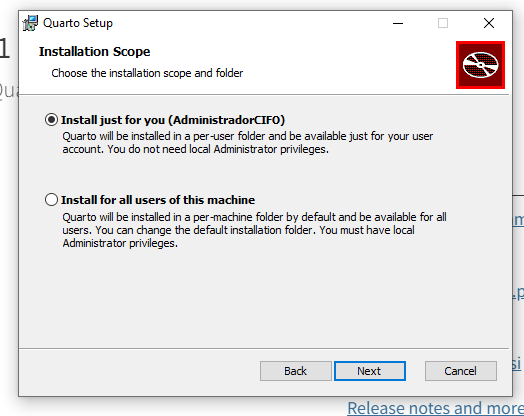 Quarto Setup
Installation Scope
Choose the installation scope and folder
Install just for you (AdministradorCIFO)
Quarto will be installed in a per-user folder and be available just for your user
account. You do not need local Administrator privileges.
Install for all users of this machine
Quarto will be installed in a per-machine folder by default and be available for all
users. You can change the default installation folder. You must have local
Administrator privileges.
Back
Next
Cancel
1
Release notes and more